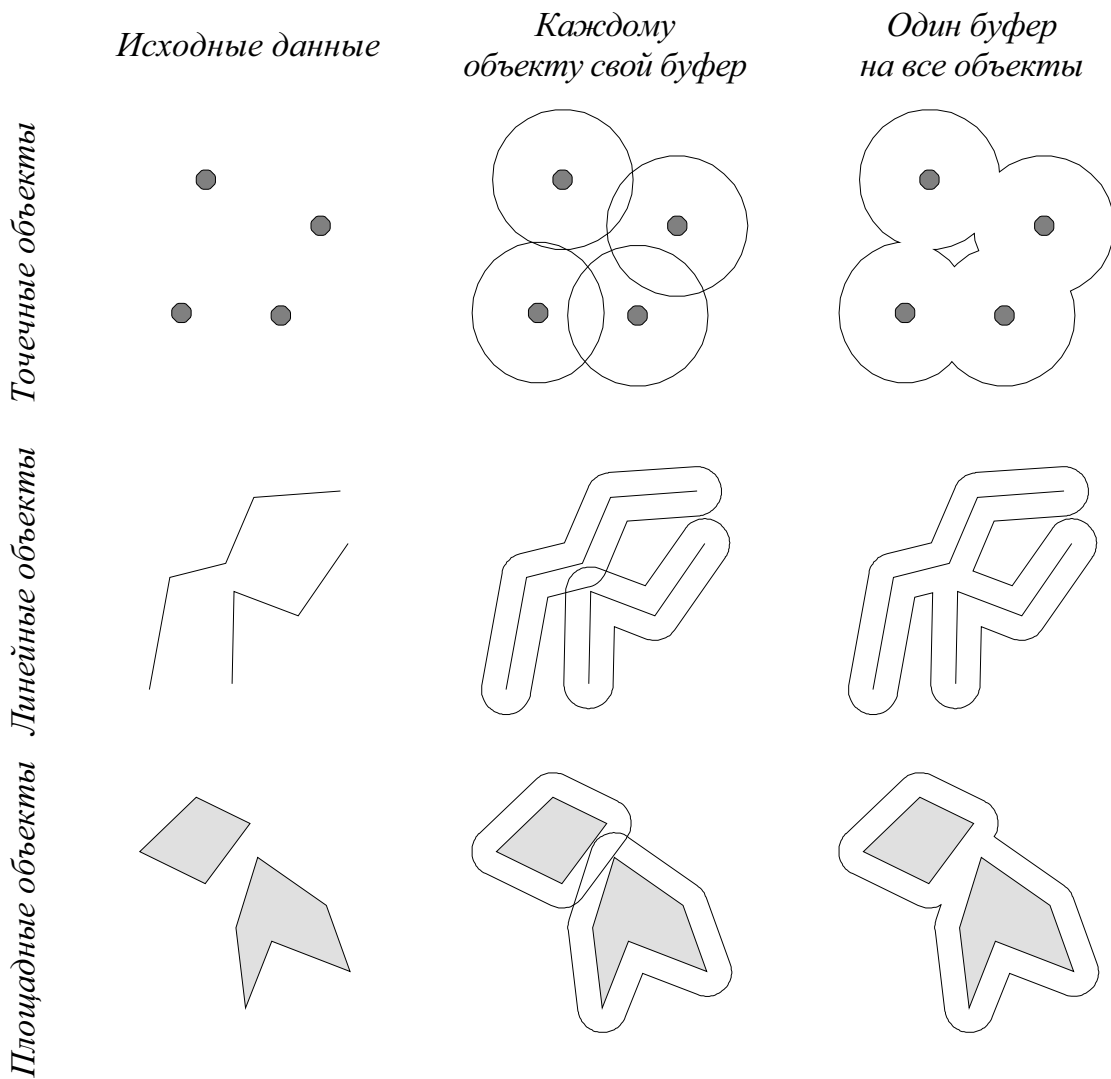 Исходные данные
Каждому
объекту свой буфер
Один буфер
на все объекты
Точечные объекты
Линейные объекты
Площадные объекты